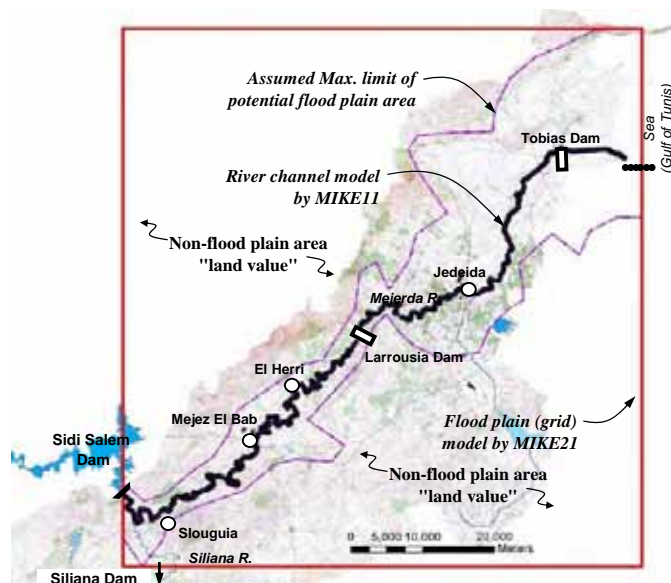 Assumed Max. limit of
potential flood plain area
Sea
(Gulf of Tunis)
Tobias Dam
River channel model
by MIKE11
Non-flood plain area
"land value"
Jedeida
Mejerda R.
Larrousia Dam
El Herri
Mejez El Bab
Flood plain (grid)
model by MIKE21
Sidi Salem
Dam
Non-flood plain area
"land value"
Slouguia
Siliana R.
0 5,000 10,000 20,000
Meters
Siliana Dam